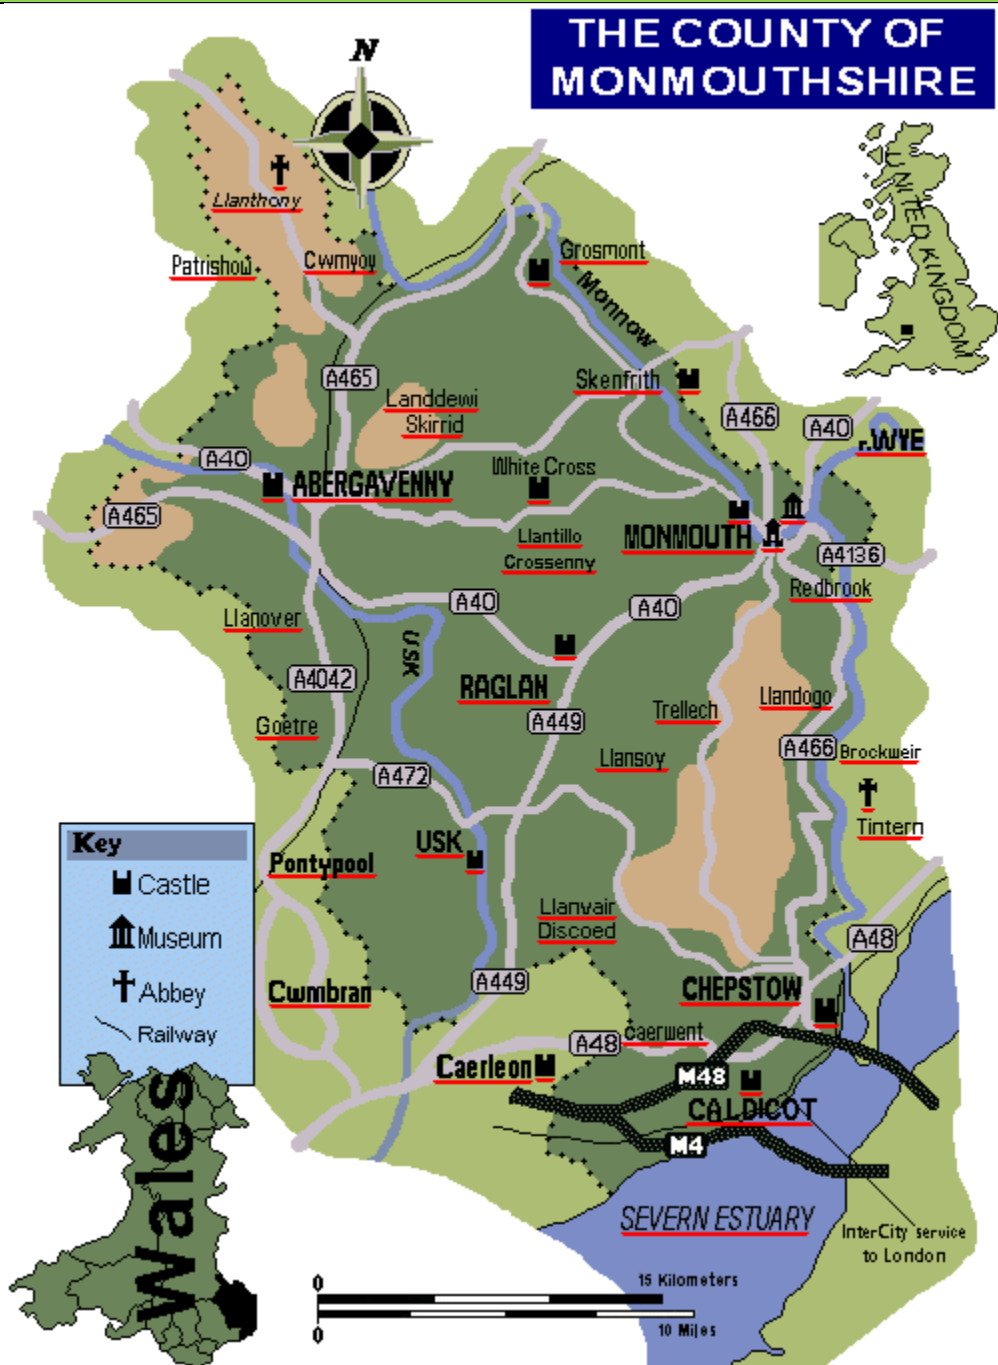 THE COUNTY OF
MONMOUTHSHIRE
N
UNITED KINGDOM
Llanthony
Patrishow
Cwmyoy
Grosmont
Monnow
A465
Skenfrith
Landdewi
Skirrid
A466
A40
r.WYE
A40
White Cross
ABERGAVENNY
A465
Llantillo
Crossenny
MONMOUTH
A4136
Redbrook
A40
A40
Llanover
USK
A4042
RAGLAN
Llandogo
Trellech
Goetre
A449
Llansoy
A466
Brockweir
A472
Tintern
Key
Castle
Museum
Abbey
Railway
USK
Pontypool
Llanvair
Discoed
A48
A449
CHEPSTOW
Cwmbran
caerwent
A48
Caerleon
M48
CALDICOT
M4
Wales
SEVERN ESTUARY
InterCity service
to London
0
15 Kilometers
0
10 Miles